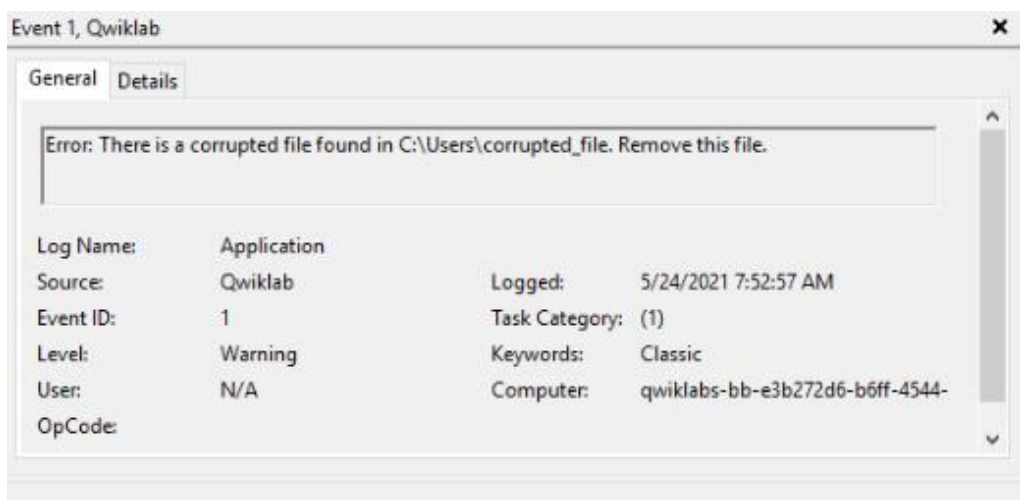 Event 1, Qwiklab
General Details
Error: There is a corrupted file found in C:\Users\corrupted_file. Remove this file.
Log Name: Application
Source: Qwiklab Logged: 5/24/2021 7:52:57 AM
Event ID: 1 Task Category: (1)
Level: Warning Keywords: Classic
User: N/A Computer: qwiklabs-bb-e3b272d6-b6ff-4544-
OpCode: